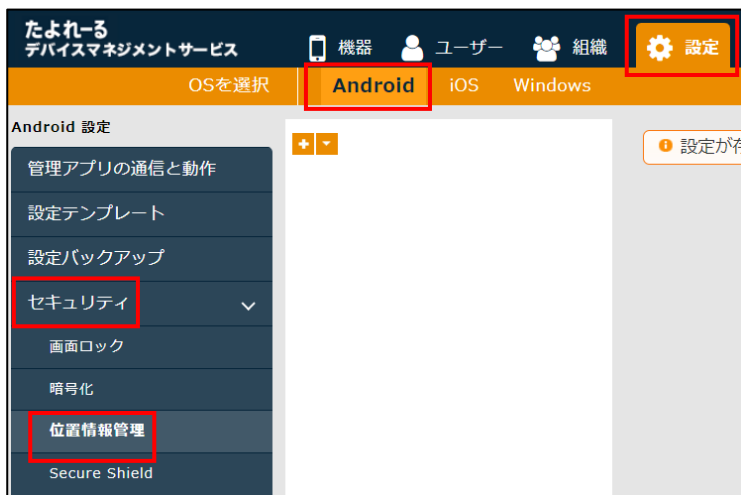 たよれーる
デバイスマネジメントサービス
機器 ユーザー 組織 設定
OSを選択 Android iOS Windows
Android 設定
管理アプリの通信と動作
設定テンプレート
設定バックアップ
セキュリティ
画面ロック
暗号化
位置情報管理
Secure Shield
設定が存